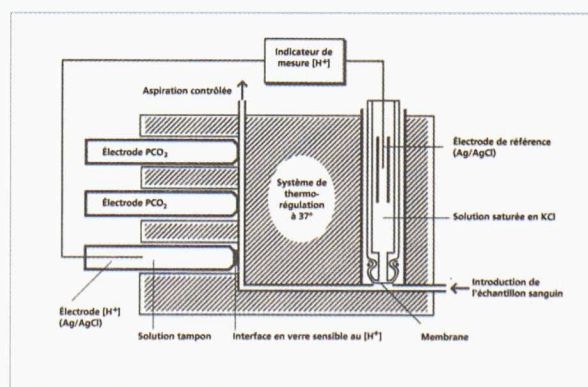 Indicateur de
mesure [H+]
Aspiration contrôlée
Électrode PCO2
Électrode PCO2
Système de
thermo-
régulation
à 37°
Électrode de référence
(Ag/AgCl)
Solution saturée en KCl
Introduction de
l'échantillon sanguin
Électrode [H+]
(Ag/AgCl)
Solution tampon
Interface en verre sensible au [H+]
Membrane